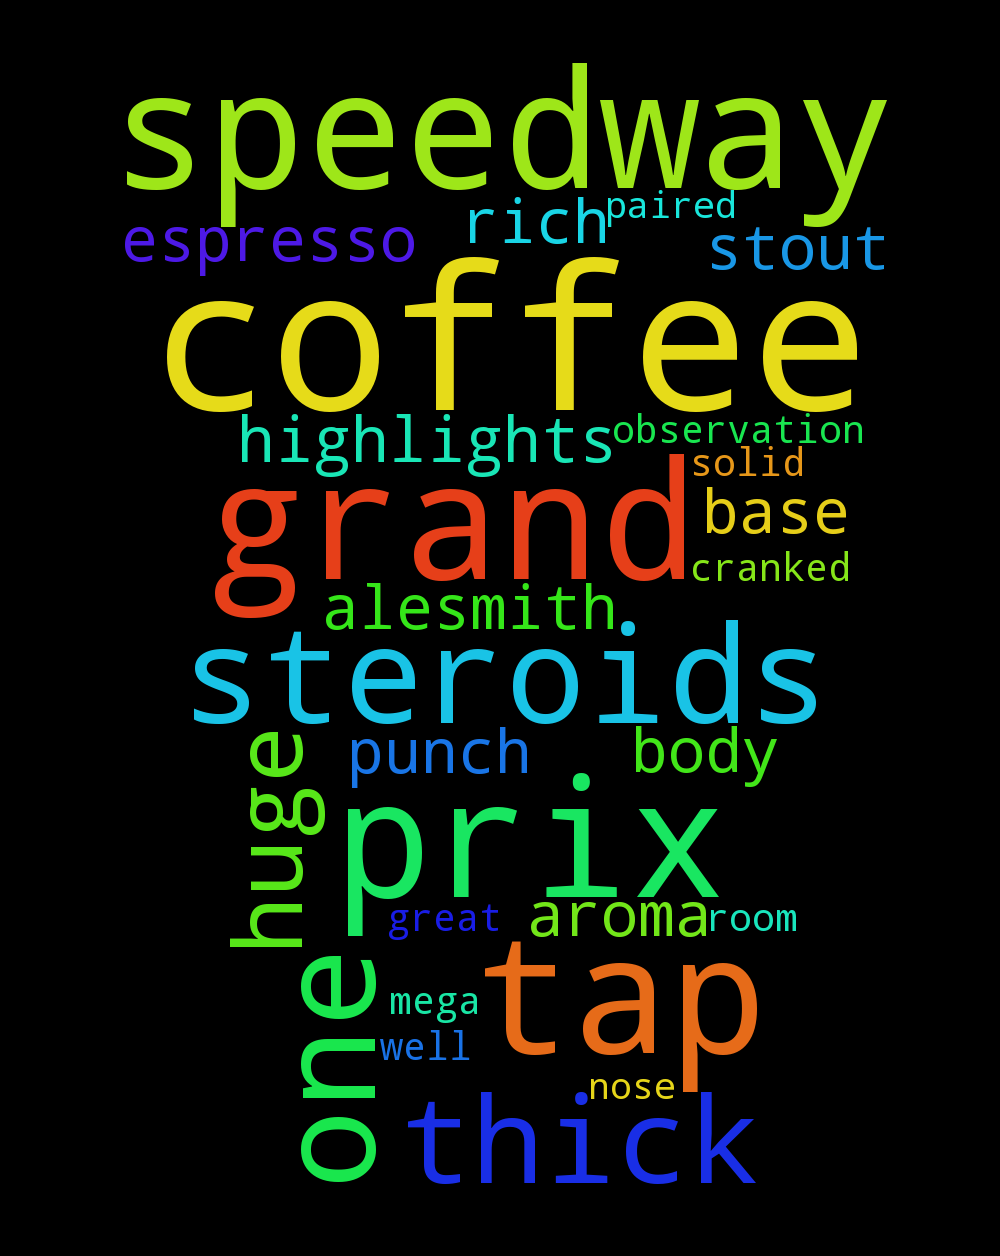 speedway
espresso rich paired stout
coffee
highlights observation
solid
grand base
cranked
alesmith
steroids
huge punch body
prix
great aroma room
one mega tap
well
nose
thick